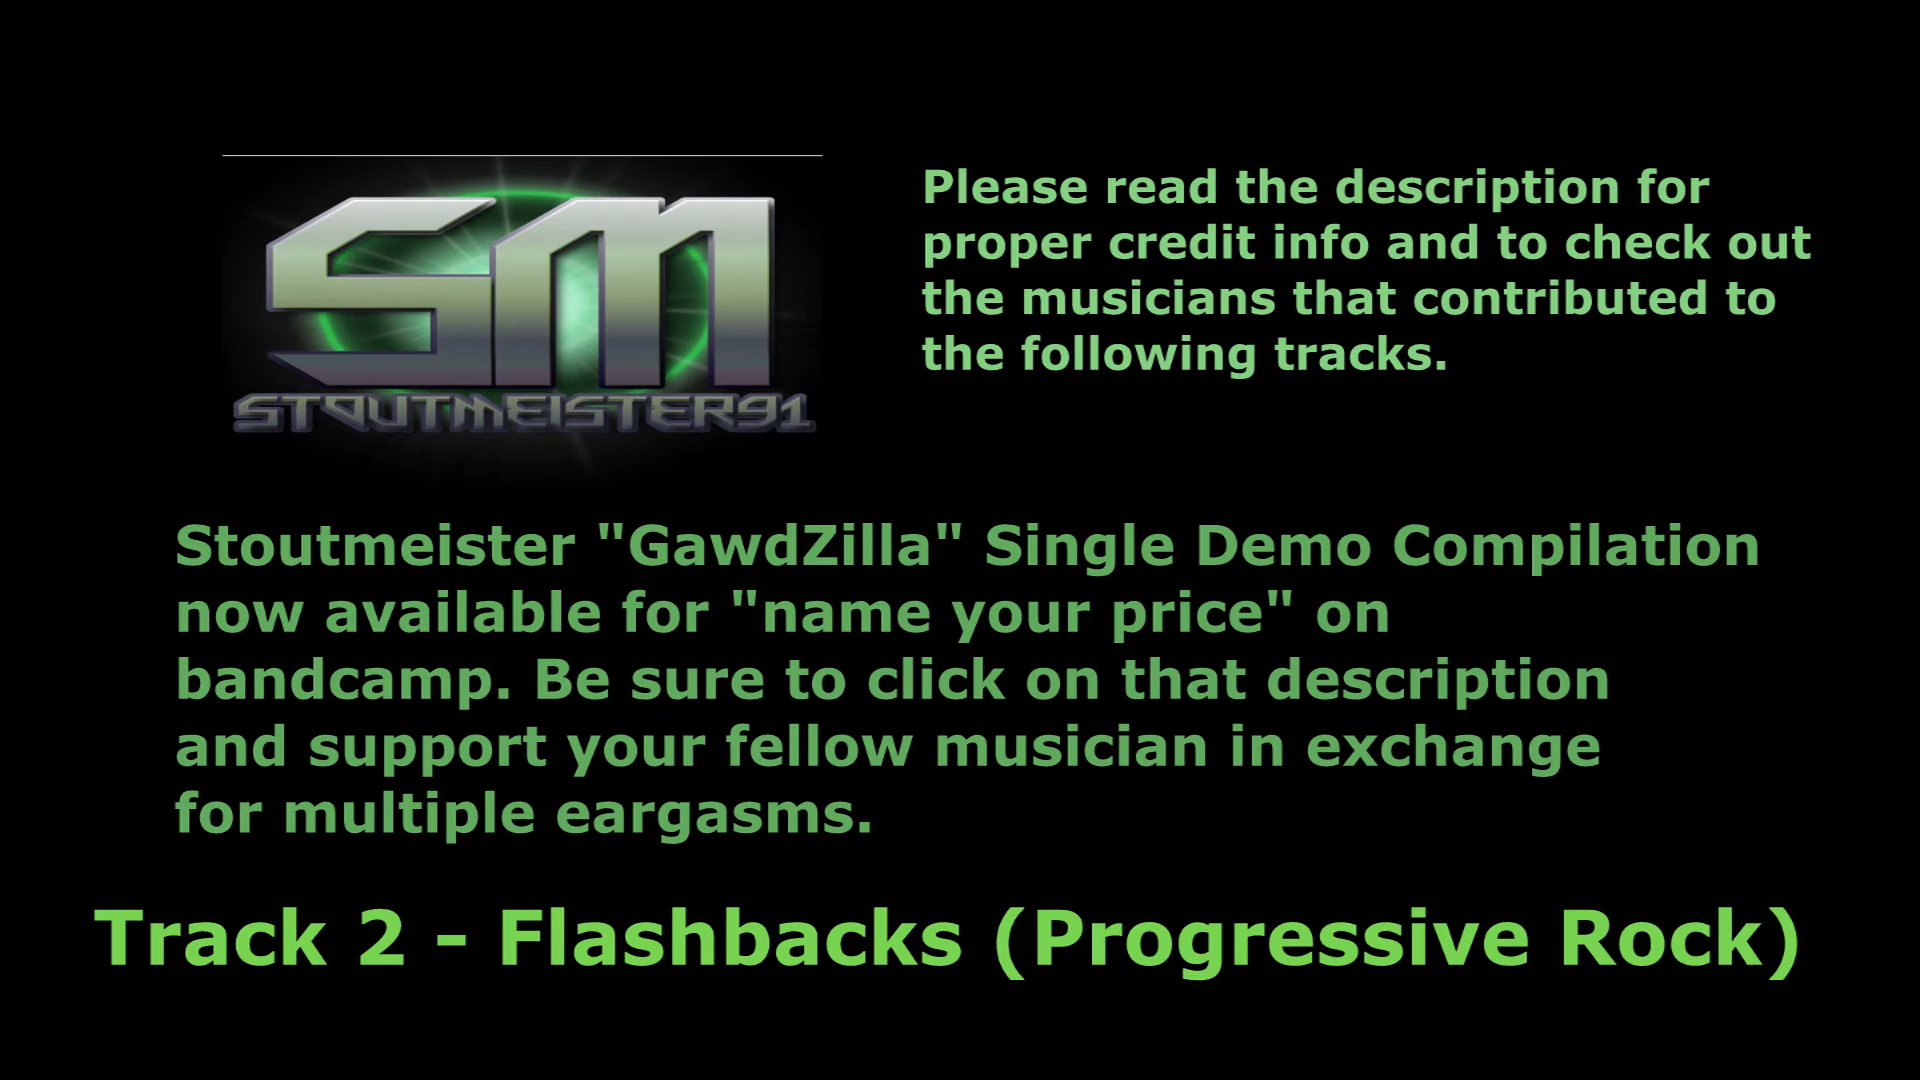 SM
STOUTMEISTER91
Please read the description for
proper credit info and to check out
the musicians that contributed to
the following tracks.
Stoutmeister "GawdZilla" Single Demo Compilation
now available for "name your price" on
bandcamp. Be sure to click on that description
and support your fellow musician in exchange
for multiple eargasms.
Track 2 - Flashbacks (Progressive Rock)